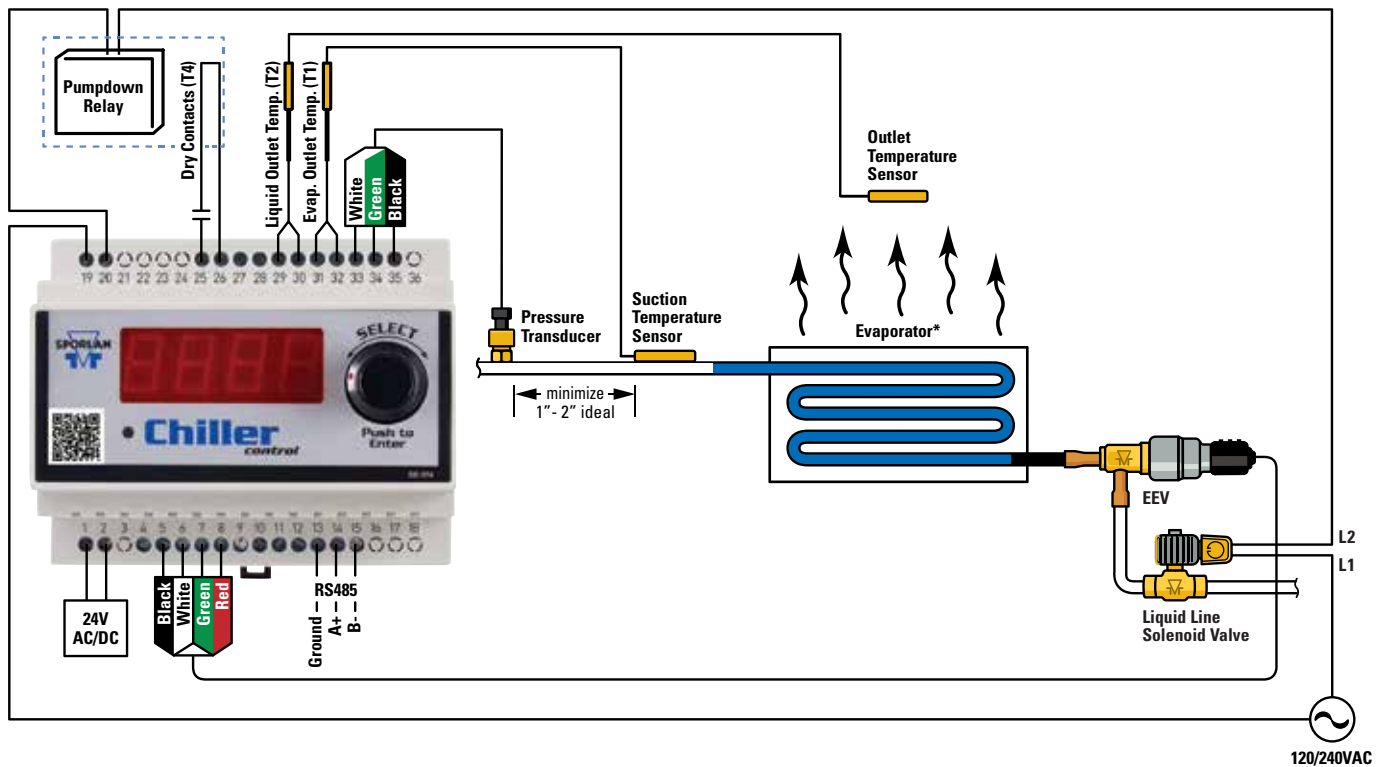 Pumpdown
Relay
Dry Contacts (T4)
Liquid Outlet Temp. (T2)
Evap. Outlet Temp. (T1)
White
Green
Black
Outlet
Temperature
Sensor
19 20 21 22 23 24 25 26 27 28 29 30 31 32 33 34 35 36
SPORLAN
SELECT
Push to
Enter
Chiller
control
Pressure
Transducer
Suction
Temperature
Sensor
minimize
1"- 2" ideal
Evaporator*
EEV
L2
L1
Liquid Line
Solenoid Valve
1 2 3 4 5 6 7 8 9 10 11 12 13 14 15 16 17 18
24V
AC/DC
Black
White
Green
Red
RS485
Ground
A+
B-
120/240VAC